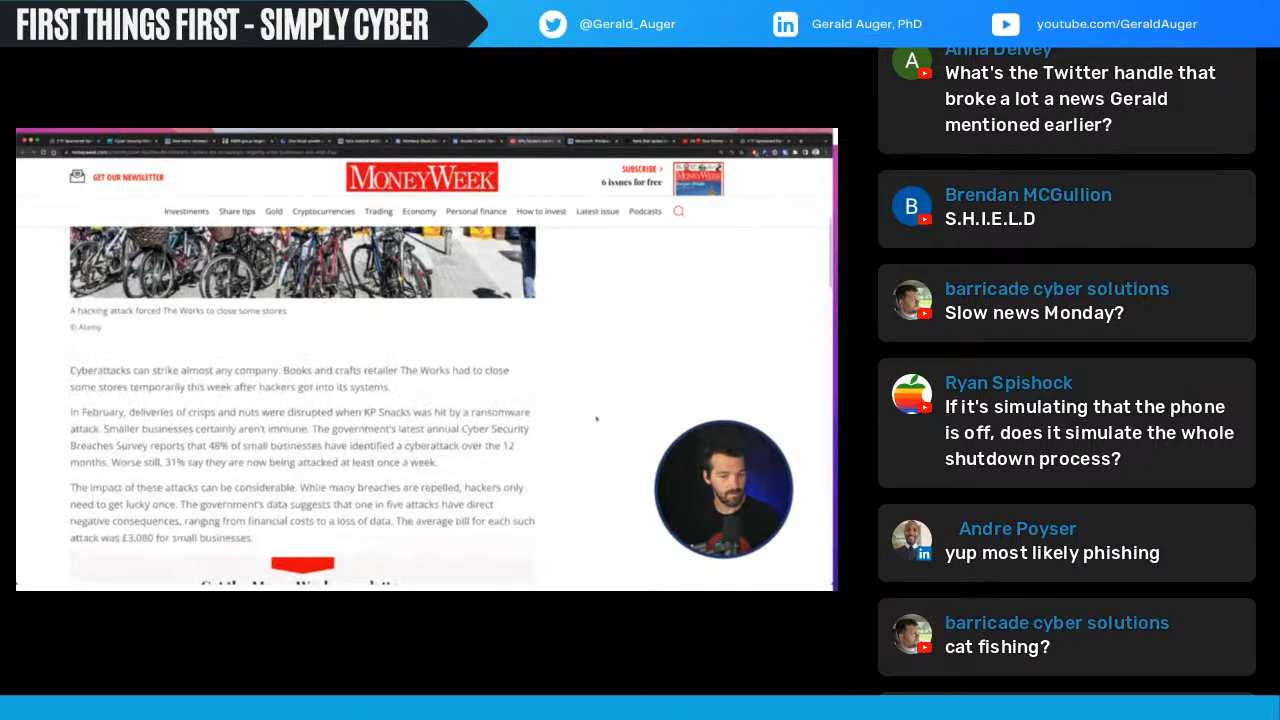 FIRST THINGS FIRST - SIMPLY CYBER
@Gerald_Auger
Gerald Auger, PhD
youtube.com/GeraldAuger
GET OUR NEWSLETTER
MONEYWEEK
SUBSCRIBE >
6 issues for free
Investments
Share tips
Gold
Cryptocurrencies
Trading
Economy
Personal finance
How to invest
Latest issue
Podcasts
A hacking attack forced The Works to close some stores.
© Alamy
Cyberattacks can strike almost any company. Books and crafts retailer The Works had to close
some stores temporarily this week after hackers got into its systems.
In February, deliveries of crisps and nuts were disrupted when KP Snacks was hit by a ransomware
attack. Smaller businesses certainly aren't immune. The government's latest annual Cyber Security
Breaches Survey reports that 48% of small businesses have identified a cyberattack over the 12
months. Worse still, 31% say they are now being attacked at least once a week.
The impact of these attacks can be considerable. While many breaches are repelled, hackers only
need to get lucky once. The government's data suggests that one in five attacks have direct
negative consequences, ranging from financial costs to a loss of data. The average bill for each such
attack was £3,080 for small businesses.
Anna Delvey
A
What's the Twitter handle that
broke a lot a news Gerald
mentioned earlier?
Brendan MCGullion
B
S.H.I.E.L.D
barricade cyber solutions
Slow news Monday?
Ryan Spishock
If it's simulating that the phone
is off, does it simulate the whole
shutdown process?
Andre Poyser
yup most likely phishing
barricade cyber solutions
cat fishing?